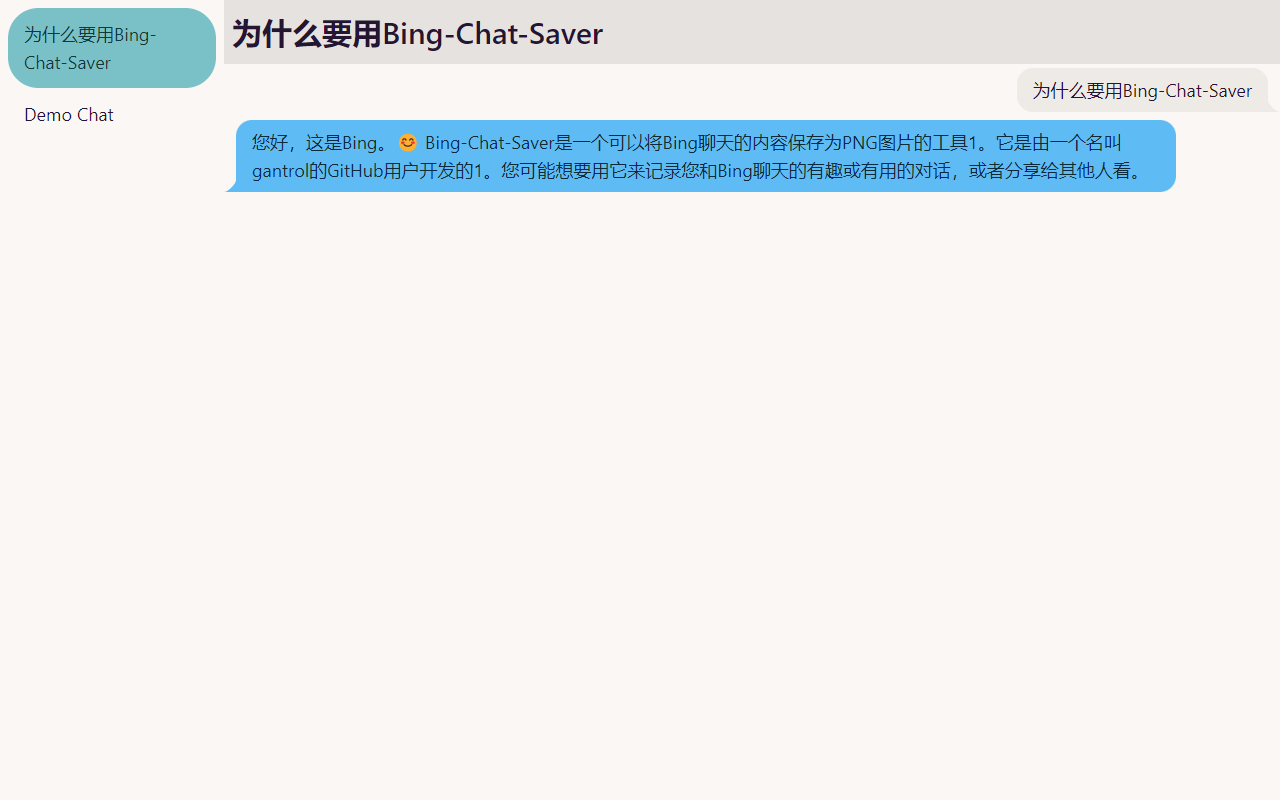 为什么要用Bing-
Chat-Saver
Demo Chat
为什么要用Bing-Chat-Saver
为什么要用Bing-Chat-Saver
您好，这是Bing。😊 Bing-Chat-Saver是一个可以将Bing聊天的内容保存为PNG图片的工具1。它是由一个名叫
gantrol的GitHub用户开发的1。您可能想要用它来记录您和Bing聊天的有趣或有用的对话，或者分享给其他人看。